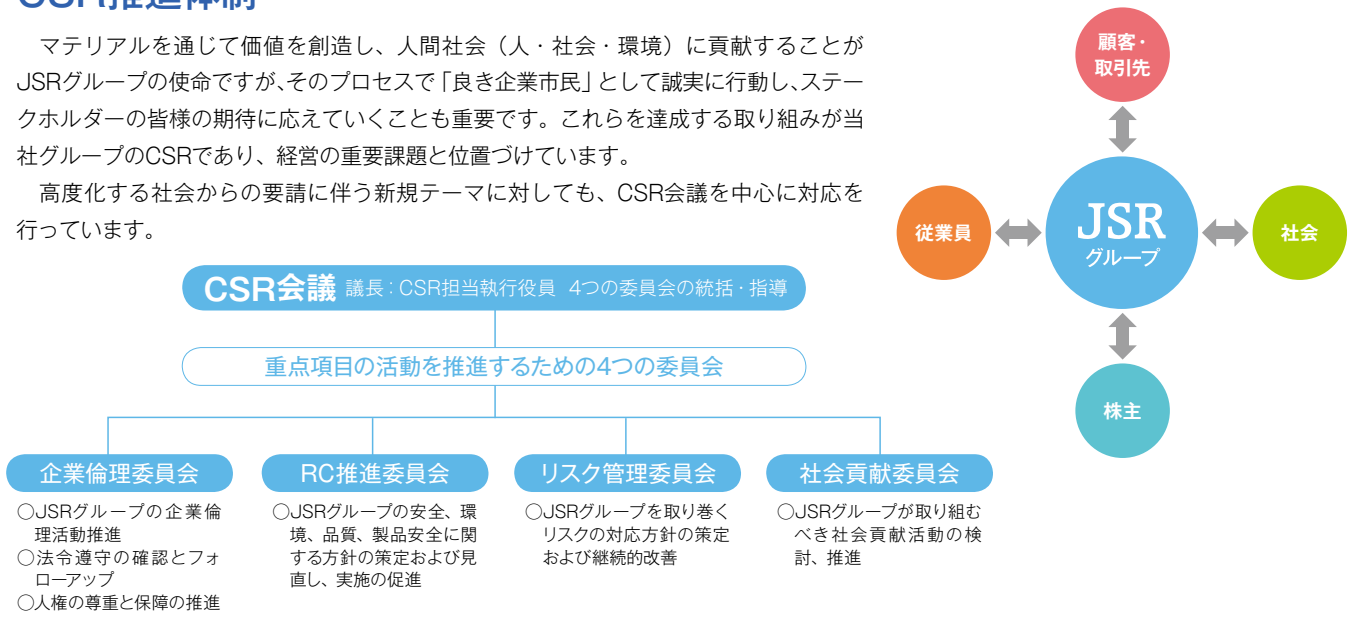 CSR推進体制
マテリアルを通じて価値を創造し、人間社会（人・社会・環境）に貢献することが
JSRグループの使命ですが、そのプロセスで「良き企業市民」として誠実に行動し、ステー
クホルダーの皆様の期待に応えていくことも重要です。これらを達成する取り組みが当
社グループのCSRであり、経営の重要課題と位置づけています。
高度化する社会からの要請に伴う新規テーマに対しても、CSR会議を中心に対応を
行っています。
顧客・
取引先
従業員
JSR
グループ
社会
株主
CSR会議 議長：CSR担当執行役員 4つの委員会の統括・指導
重点項目の活動を推進するための4つの委員会
企業倫理委員会
○JSRグループの企業倫
理活動推進
○法令遵守の確認とフォ
ローアップ
○人権の尊重と保障の推進
RC推進委員会
○JSRグループの安全、環
境、品質、製品安全に関
する方針の策定および見
直し、実施の促進
リスク管理委員会
○JSRグループを取り巻く
リスクの対応方針の策定
および継続的改善
社会貢献委員会
○JSRグループが取り組む
べき社会貢献活動の検
討、推進